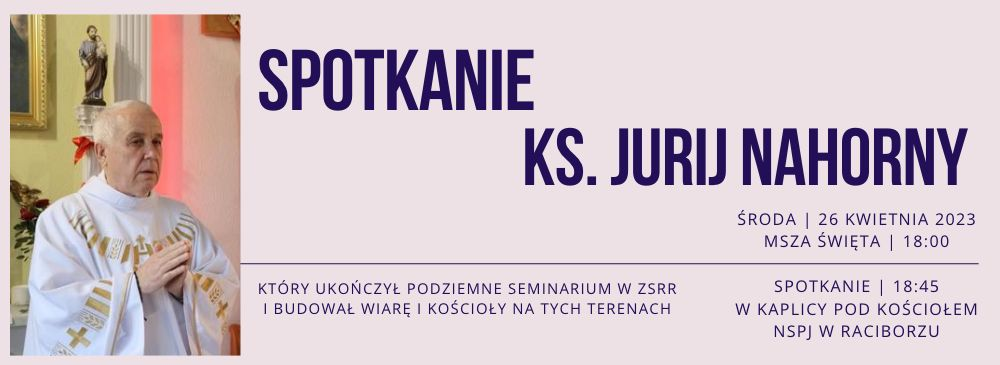 SPOTKANIE
KS. JURIJ NAHORNY
ŚRODA | 26 KWIETNIA 2023
MSZA ŚWIĘTA | 18:00
KTÓRY UKOŃCZYŁ PODZIEMNE SEMINARIUM W ZSRR
I BUDOWAŁ WIARĘ I KOŚCIOŁY NA TYCH TERENACH
SPOTKANIE | 18:45
W KAPLICY POD KOŚCIOŁEM
NSPJ W RACIBORZU